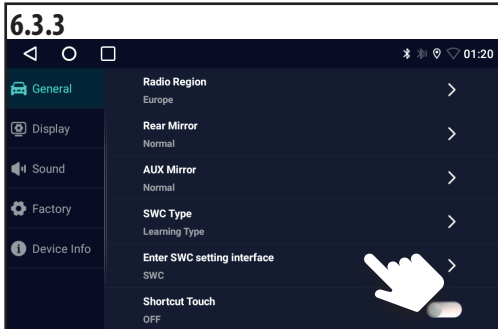 6.3.3
01:20
General
Display
Sound
Factory
Device Info
Radio Region
Europe
Rear Mirror
Normal
AUX Mirror
Normal
SWC Type
Learning Type
Enter SWC setting interface
SWC
Shortcut Touch
OFF